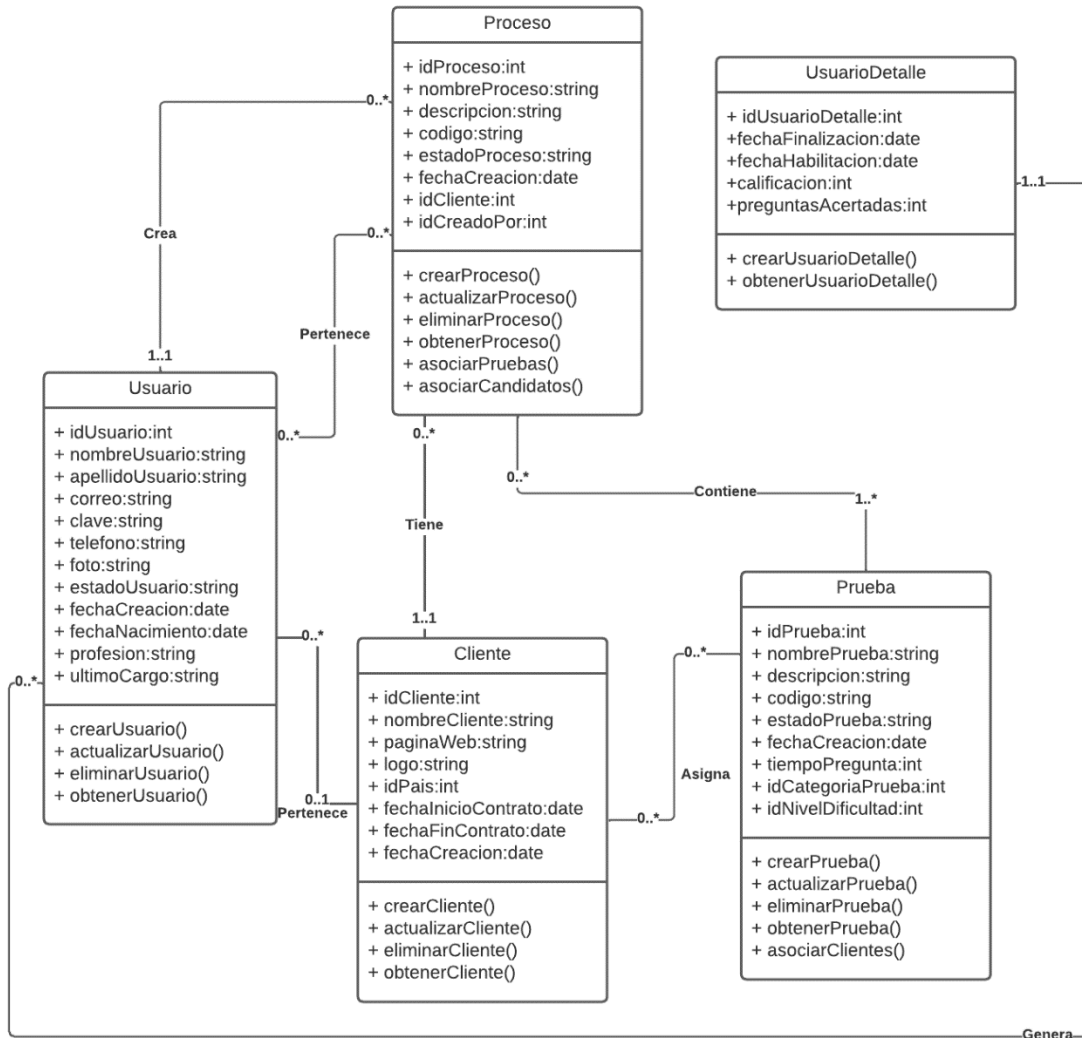 Proceso
+ idProceso:int
+ nombreProceso:string
+ descripcion:string
+ codigo:string
+ estadoProceso:string
+ fechaCreacion:date
+ idCliente:int
+ idCreadoPor:int
+ crearProceso()
+ actualizarProceso()
+ eliminarProceso()
+ obtenerProceso()
+ asociarPruebas()
+ asociarCandidatos()
UsuarioDetalle
+ idUsuarioDetalle:int
+fechaFinalizacion:date
+fechaHabilitacion:date
+calificacion:int
+preguntasAcertadas:int
+ crearUsuarioDetalle()
+ obtenerUsuarioDetalle()
1..1
0..*
Crea
1..1
0..*
Pertenece
0..*
Usuario
+ idUsuario:int
+ nombreUsuario:string
+ apellidoUsuario:string
+ correo:string
+ clave:string
+ telefono:string
+ foto:string
+ estadoUsuario:string
+ fechaCreacion:date
+ fechaNacimiento:date
+ profesion:string
+ ultimoCargo:string
+ crearUsuario()
+ actualizarUsuario()
+ eliminarUsuario()
+ obtenerUsuario()
0..*
0..*
Tiene
1..1
0..*
Contiene
1..*
0..*
0..1
Pertenece
Cliente
+ idCliente:int
+ nombreCliente:string
+ paginaWeb:string
+ logo:string
+ idPais:int
+ fechaInicioContrato:date
+ fechaFinContrato:date
+ fechaCreacion:date
+ crearCliente()
+ actualizarCliente()
+ eliminarCliente()
+ obtenerCliente()
0..*
Asigna
0..*
Prueba
+ idPrueba:int
+ nombrePrueba:string
+ descripcion:string
+ codigo:string
+ estadoPrueba:string
+ fechaCreacion:date
+ tiempoPregunta:int
+ idCategoriaPrueba:int
+ idNivelDificultad:int
+ crearPrueba()
+ actualizarPrueba()
+ eliminarPrueba()
+ obtenerPrueba()
+ asociarClientes()
Genera